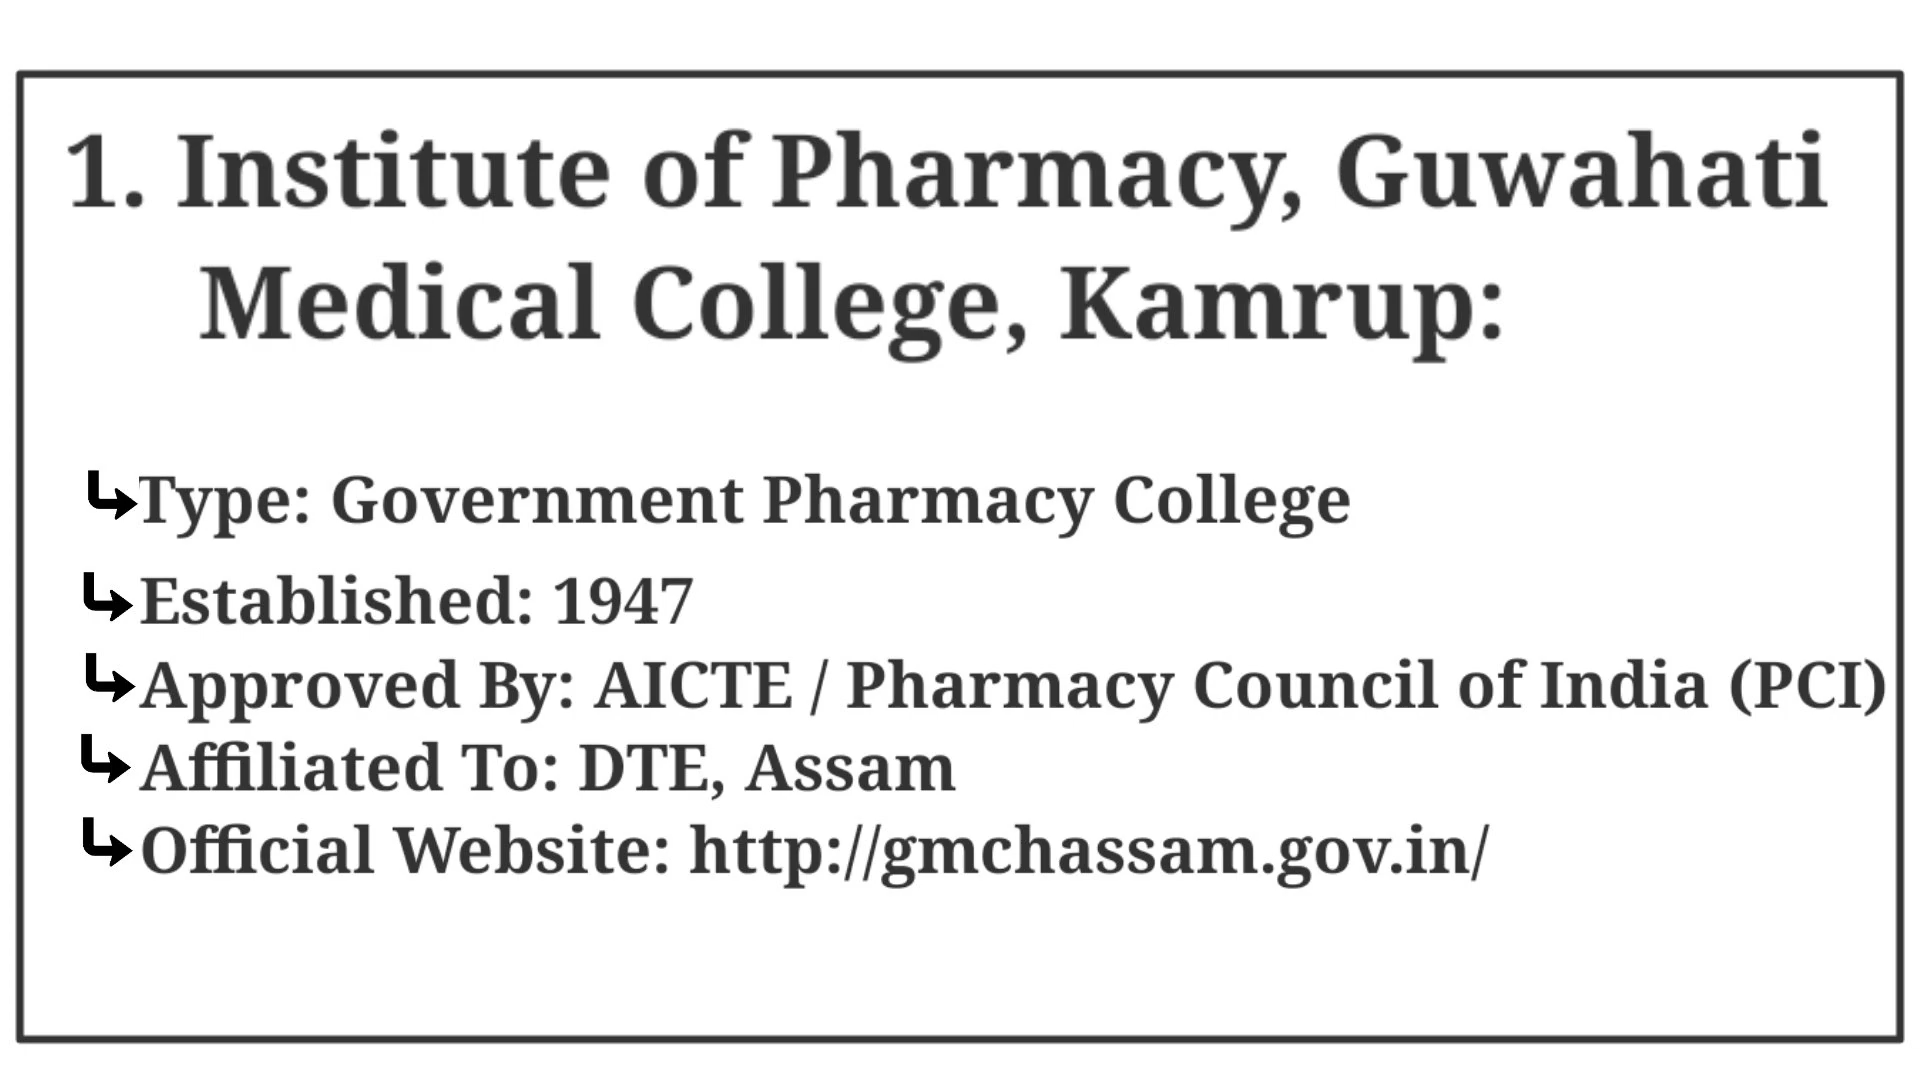 1. Institute of Pharmacy, Guwahati
Medical College, Kamrup:
Type: Government Pharmacy College
Established: 1947
Approved By: AICTE / Pharmacy Council of India (PCI)
Affiliated To: DTE, Assam
Official Website: http://gmchassam.gov.in/